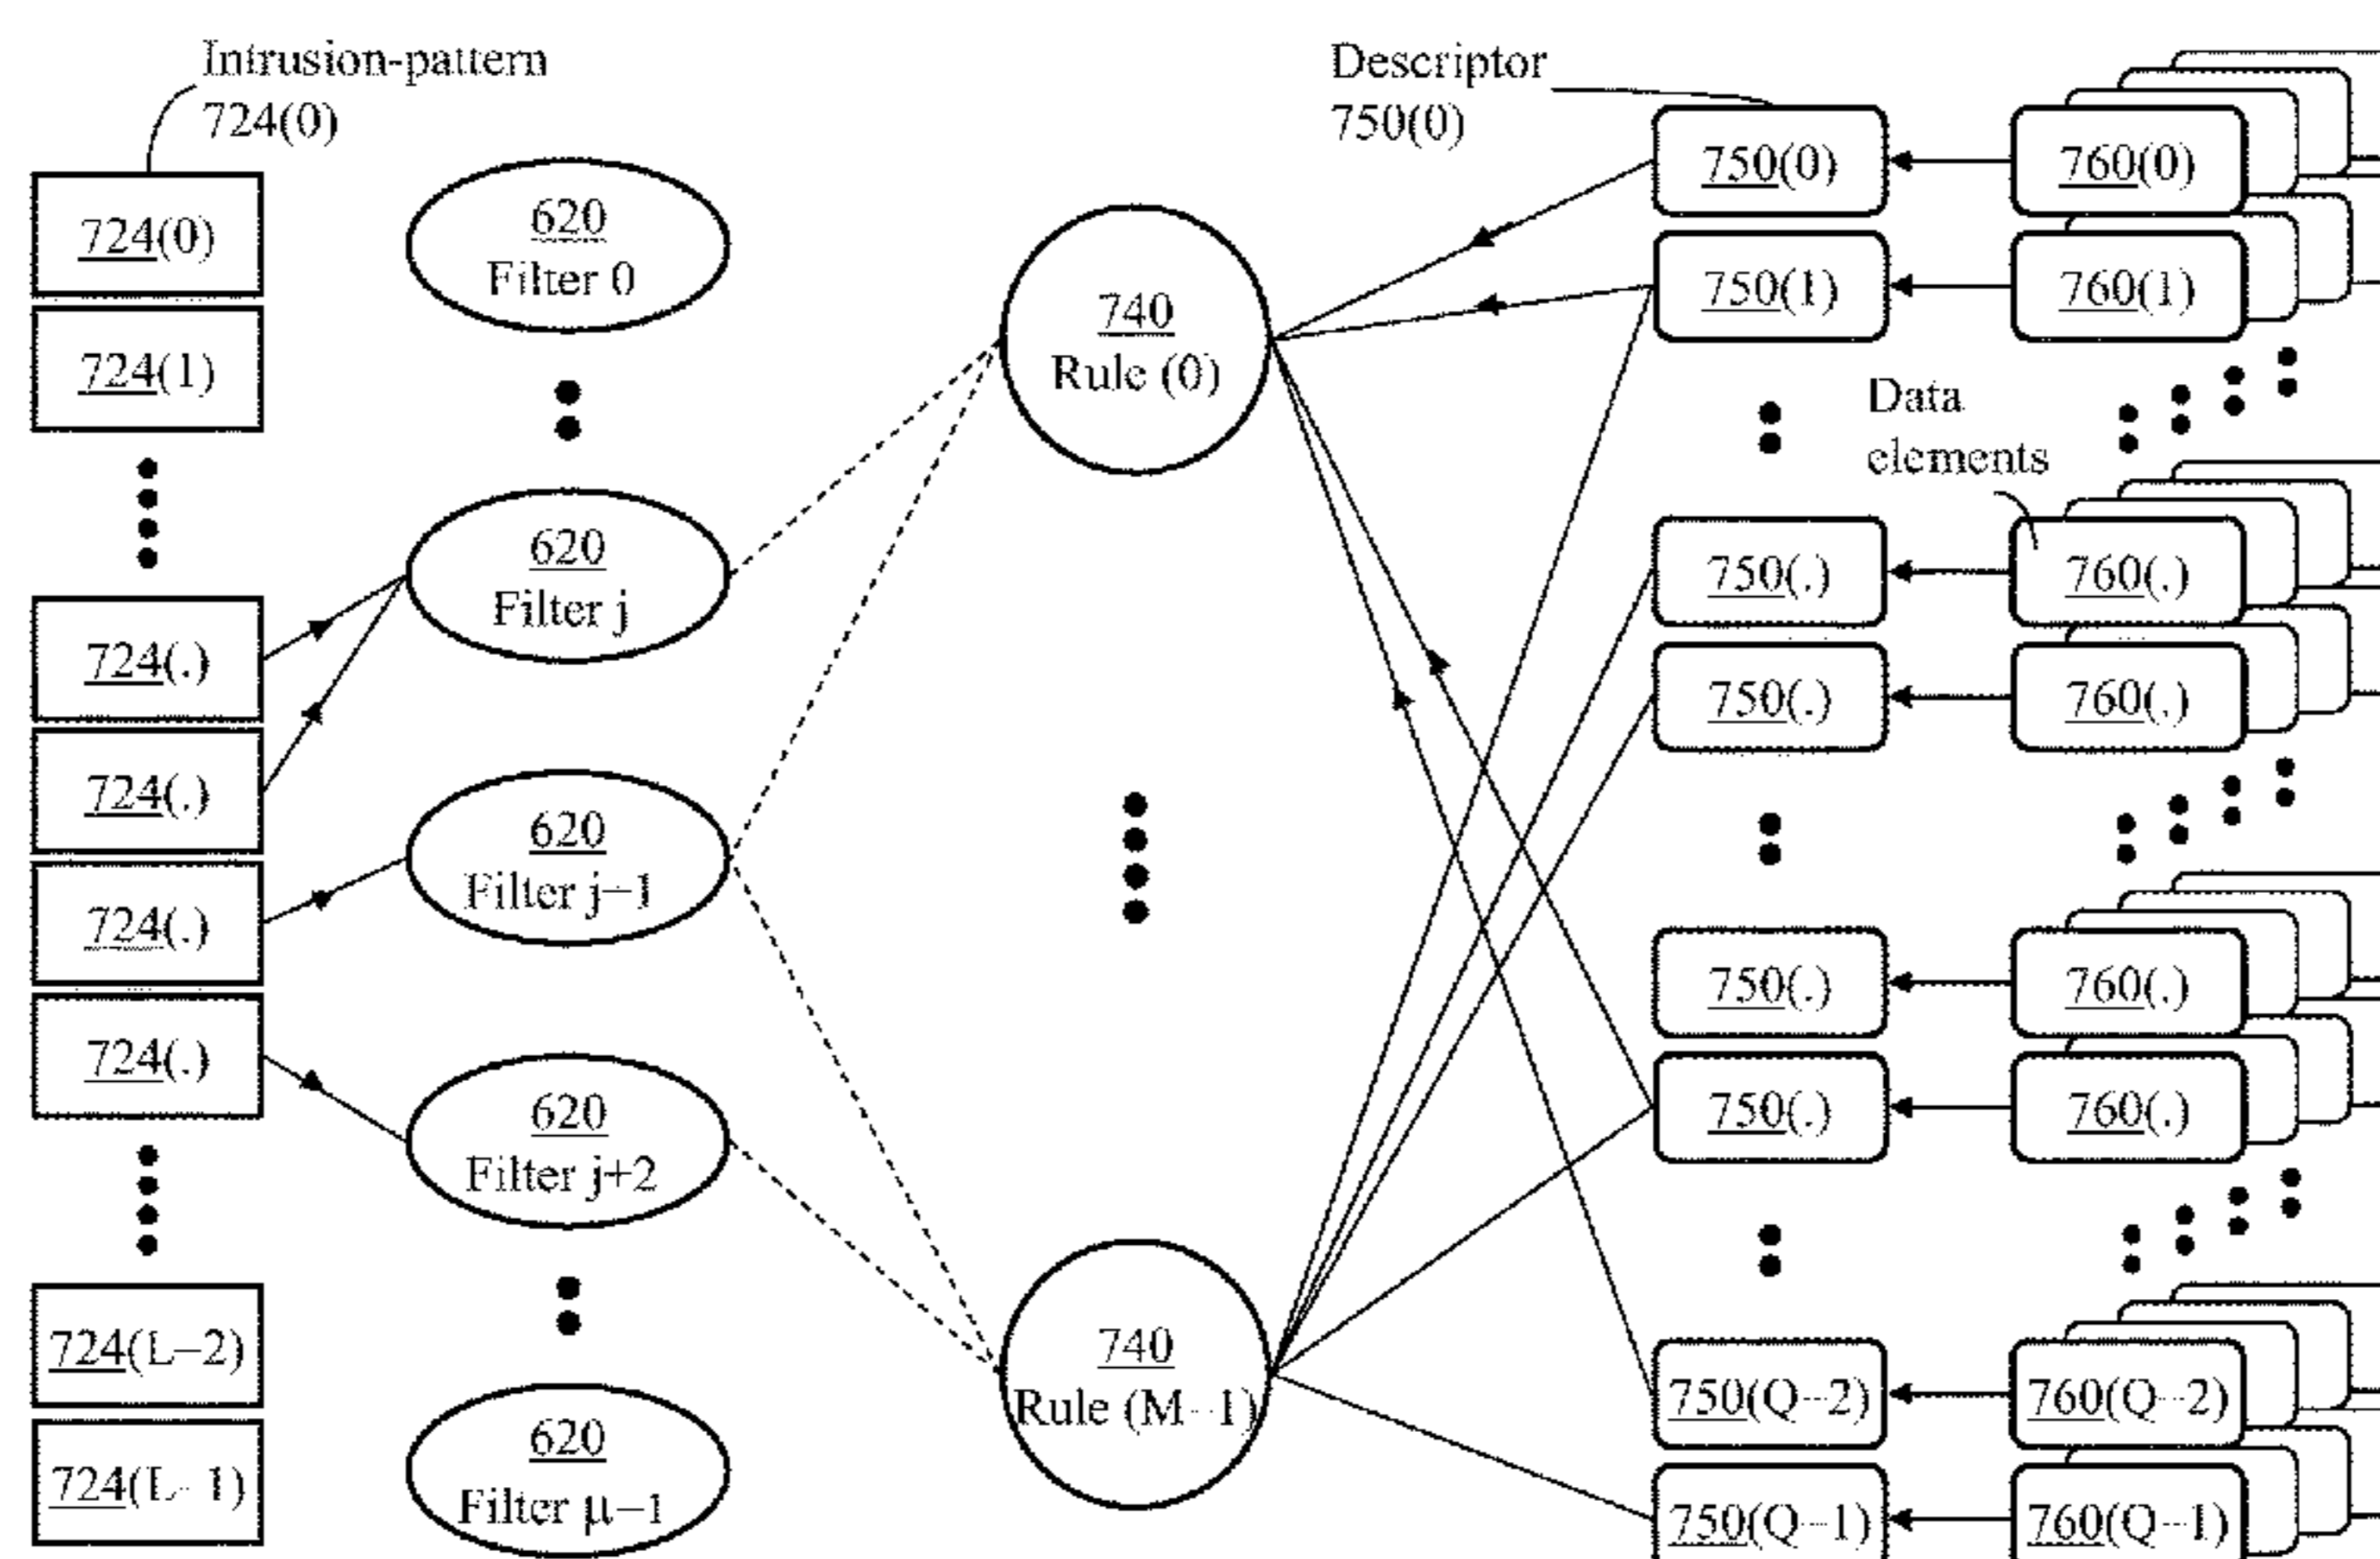 Intrusion-pattern
724(0)
Descriptor
750(0)
724(0)
724(1)
724(.)
724(.)
724(.)
724(.)
724(L−2)
724(L−1)
620
Filter 0
620
Filter j
620
Filter j−1
620
Filter j+2
620
Filter μ−1
740
Rule (0)
740
Rule (M−1)
750(0)
750(1)
750(.)
750(.)
750(.)
750(.)
750(Q−2)
750(Q−1)
Data
elements
760(0)
760(1)
760(.)
760(.)
760(.)
760(.)
760(Q−2)
760(Q−1)